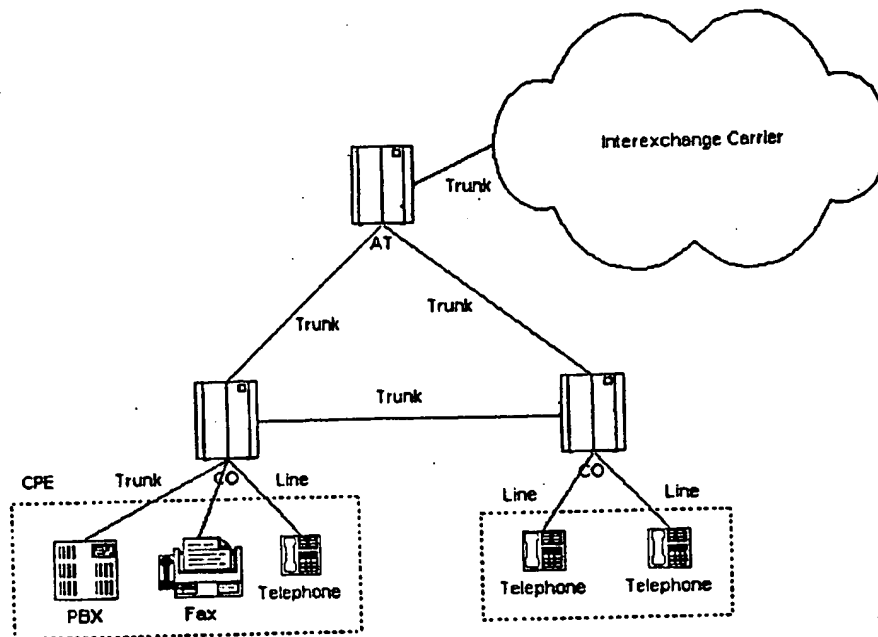 Interexchange Carrier
Trunk
AT
Trunk
Trunk
Trunk
CPE
Trunk
CO
Line
Line
CO
Line
PBX
Fax
Telephone
Telephone
Telephone